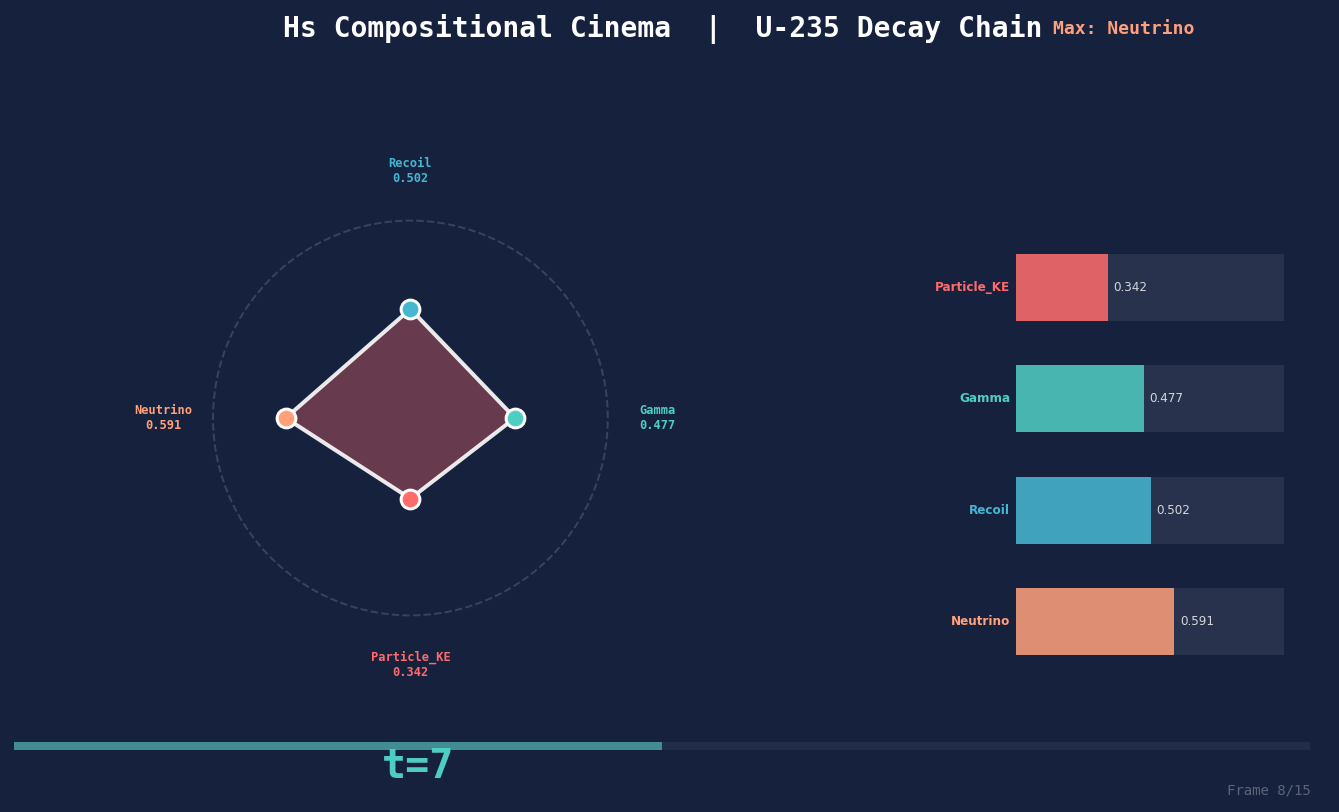 Hs Compositional Cinema  |  U-235 Decay Chain Max: Neutrino
Recoil
0.502
Neutrino
0.591
Gamma
0.477
Particle_KE
0.342
Particle_KE 0.342
Gamma 0.477
Recoil 0.502
Neutrino 0.591
t=7
Frame 8/15